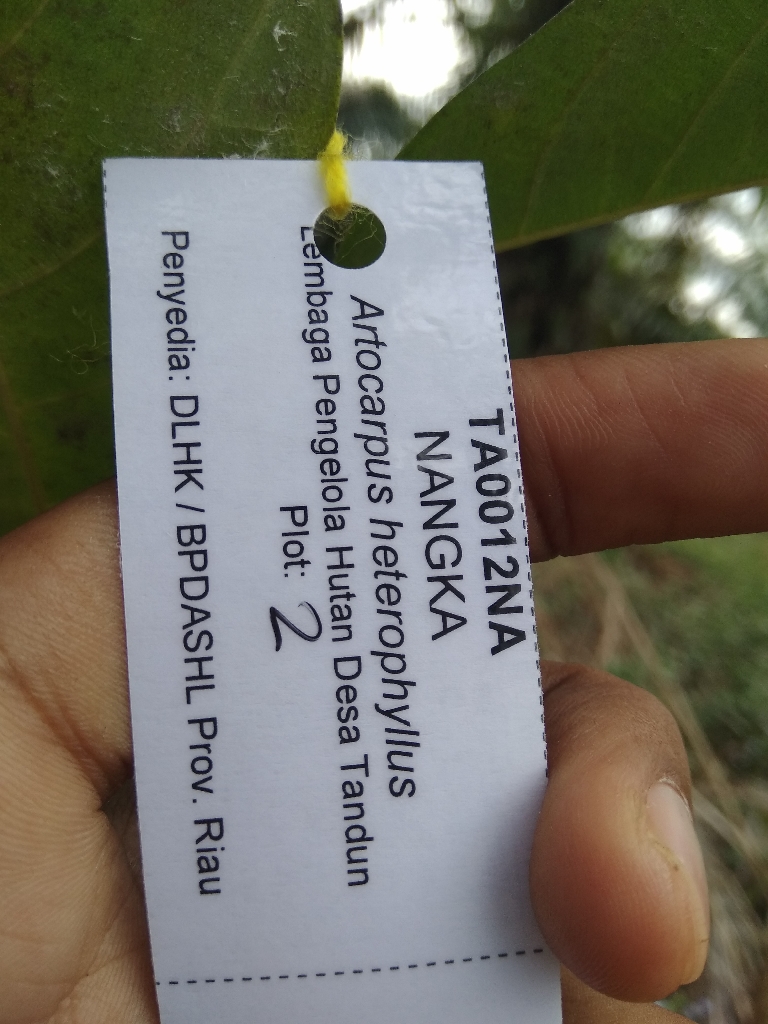 TA0012NA
NANGKA
Artocarpus heterophyllus
Lembaga Pengelola Hutan Desa Tandun
Plot: 2
Penyedia: DLHK / BPDASHL Prov. Riau